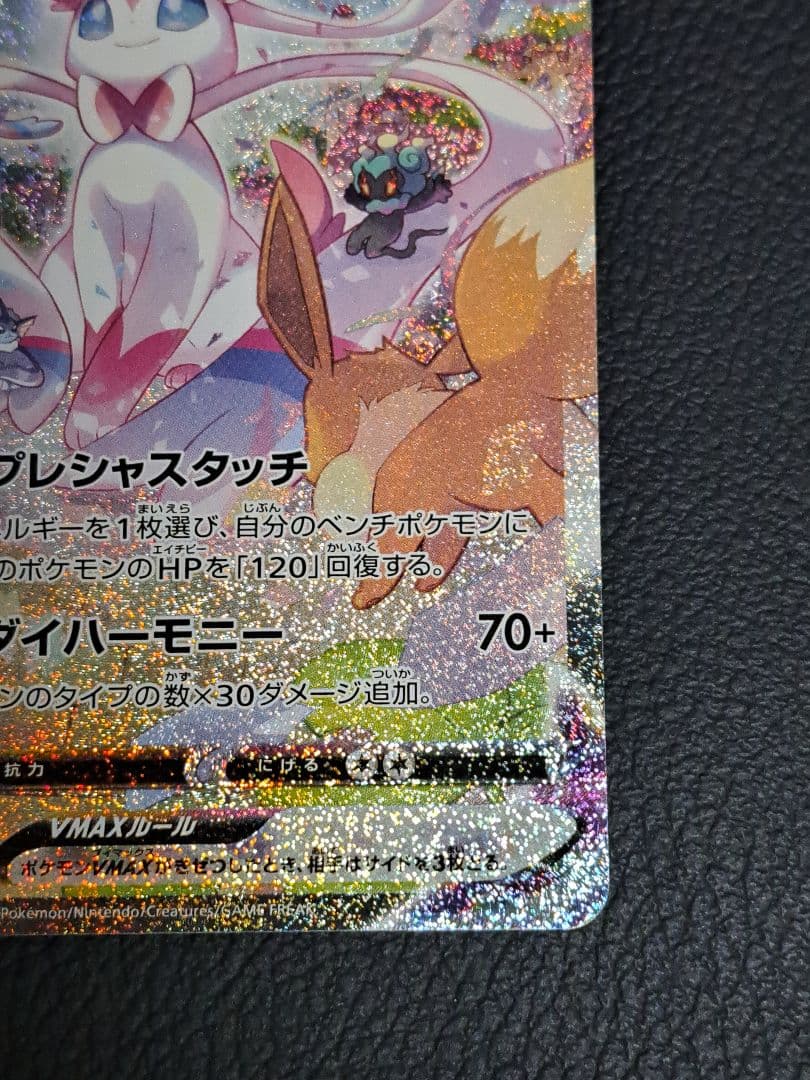 プレシャスタッチ
ネルギーを1枚選び、自分のベンチポケモンに
のポケモンのHPを「120」回復する。
ダイハーモニー 70+
ンのタイプの数×30ダメージ追加。
抗力 にげる
VMAXルール
ポケモンVMAXがきぜつしたとき、相手はサイドを3枚とる。
Pokémon/Nintendo/Creatures/GAME FREAK